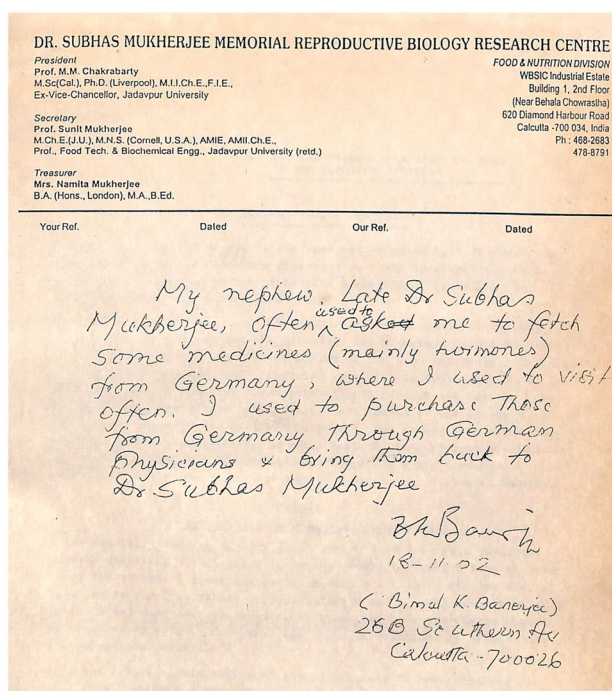 DR. SUBHAS MUKHERJEE MEMORIAL REPRODUCTIVE BIOLOGY RESEARCH CENTRE
President
Prof. M.M. Chakrabarty
M.Sc(Cal.), Ph.D. (Liverpool), M.I.I.Ch.E.,F.I.E.,
Ex-Vice-Chancellor, Jadavpur University
Secretary
Prof. Sunit Mukherjee
M.Ch.E.(J.U.), M.N.S. (Cornell, U.S.A.), AMIE, AMII.Ch.E.,
Prof., Food Tech. & Biochemical Engg., Jadavpur University (retd.)
Treasurer
Mrs. Namita Mukherjee
B.A. (Hons., London), M.A.,B.Ed.
FOOD & NUTRITION DIVISION
WBSIC Industrial Estate
Building 1, 2nd Floor
(Near Behala Chowrastha)
620 Diamond Harbour Road
Calcutta -700 034, India
Ph : 468-2683
478-8791
Your Ref. Dated Our Ref. Dated
My nephew, Late Dr Subhas
Mukherjee, often used to ask me to fetch
some medicines (mainly hormones)
from Germany, where I used to visit
often. I used to purchase those
from Germany through German
physicians & bring them back to
Dr Subhas Mukherjee
18-11-02
(Bimal K. Banerjee)
26B Southern Av
Calcutta-700026